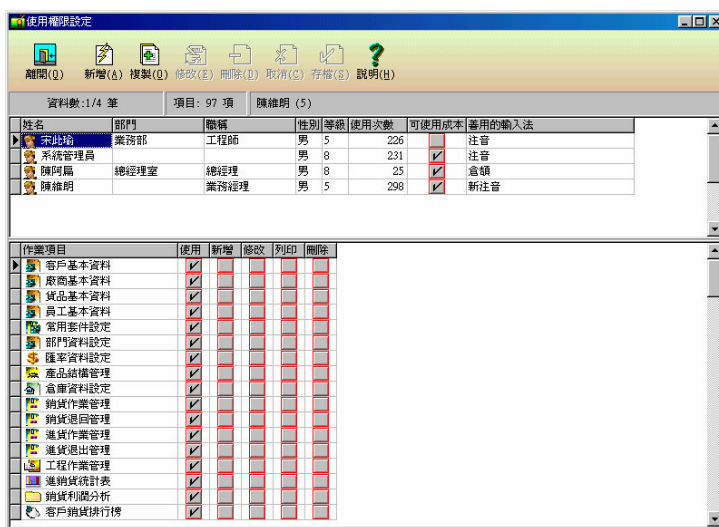 使用權限設定
離開(Q) 新增(A) 複製(O) 修改(E) 刪除(D) 取消(C) 存檔(S) 說明(H)
資料數:1/4 筆 項目: 97 項 陳維明 (5)
姓名 部門 職稱 性別 等級 使用次數 可使用成本 善用的輸入法
宋此瑜 業務部 工程師 男 5 226 注音
系統管理員 男 8 231 注音
陳阿扁 總經理室 總經理 男 8 25 倉頡
陳維明 業務經理 男 5 298 新注音
作業項目 使用 新增 修改 列印 刪除
客戶基本資料
廠商基本資料
貨品基本資料
員工基本資料
常用套件設定
部門資料設定
匯率資料設定
產品結構管理
倉庫資料設定
銷貨作業管理
銷貨退回管理
進貨作業管理
進貨退出管理
工程作業管理
進銷貨統計表
銷貨利潤分析
客戶銷貨排行榜